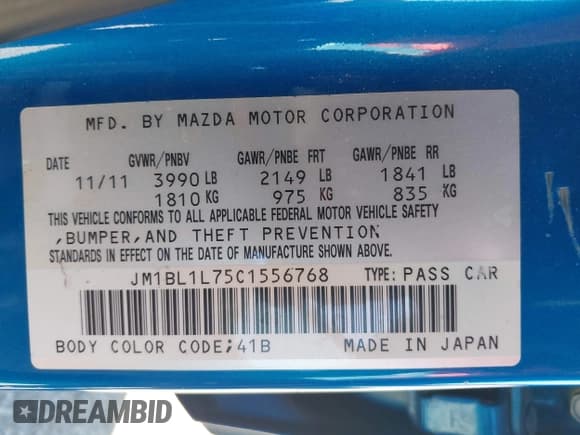 MFD. BY MAZDA MOTOR CORPORATION
DATE GVWR/PNBV GAWR/PNBE FRT GAWR/PNBE RR
11/11 3990 LB 2149 LB 1841 LB
1810 KG 975 KG 835 KG
THIS VEHICLE CONFORMS TO ALL APPLICABLE FEDERAL MOTOR VEHICLE SAFETY
,BUMPER,AND THEFT PREVENTION
STANDARDS IN EFFECT ON THE DATE OF MANUFACTURE SHOWN ABOVE.
JM1BL1L75C1556768 TYPE: PASS CAR
BODY COLOR CODE;41B MADE IN JAPAN
DREAMBID